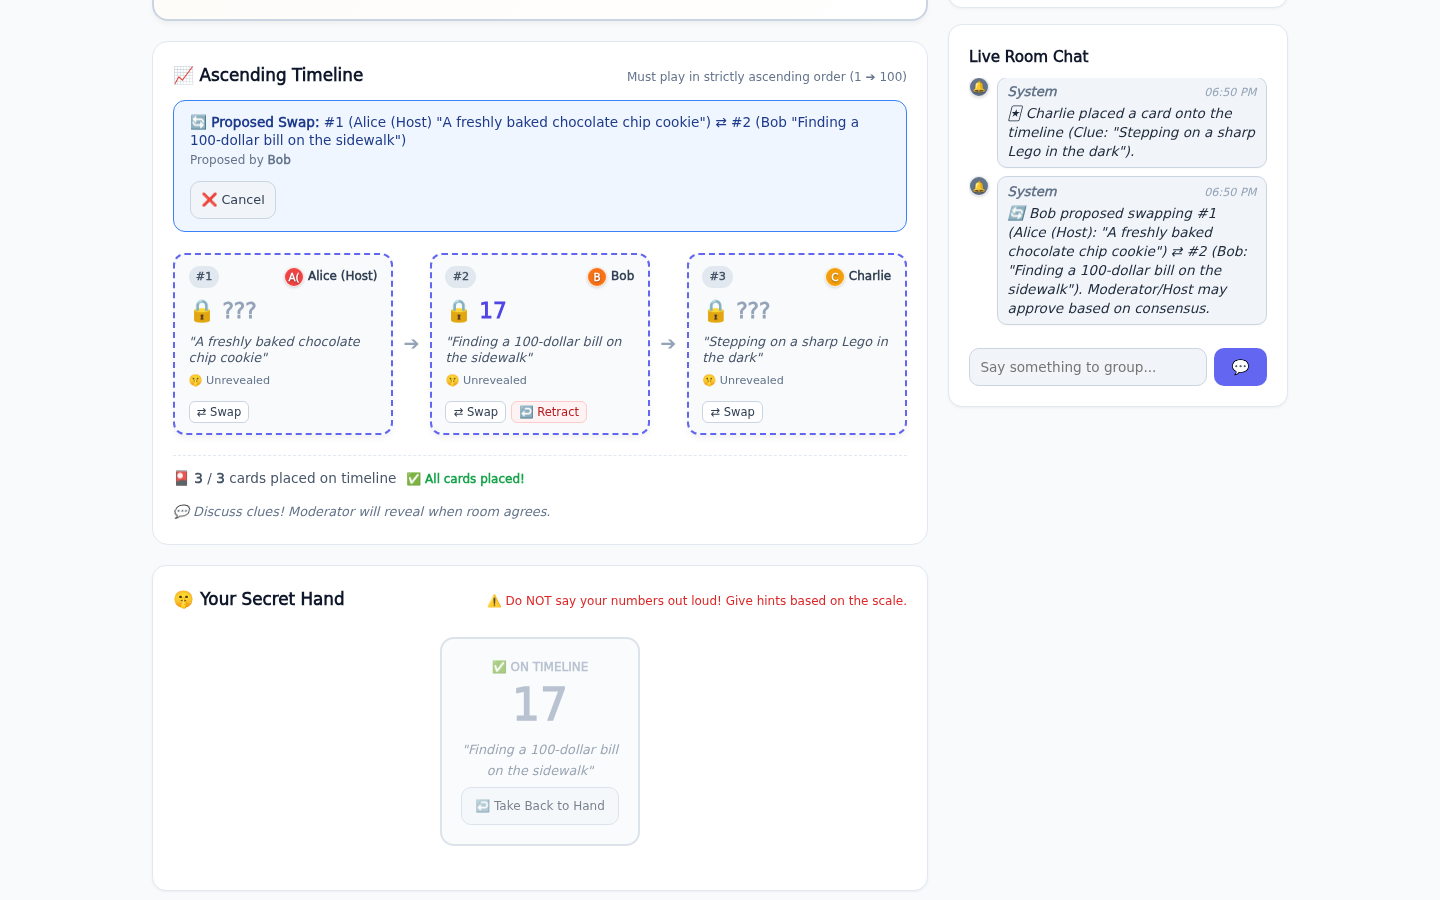 📈 Ascending Timeline
Must play in strictly ascending order (1 ➔ 100)
🔄 Proposed Swap: #1 (Alice (Host) "A freshly baked chocolate chip cookie") ⇄ #2 (Bob "Finding a
100-dollar bill on the sidewalk")
Proposed by Bob
❌ Cancel
#1
A(
Alice (Host)
🔒 ???
"A freshly baked chocolate
chip cookie"
🤫 Unrevealed
⇄ Swap
➔
#2
B
Bob
🔒 17
"Finding a 100-dollar bill on
the sidewalk"
🤫 Unrevealed
⇄ Swap
↩️ Retract
➔
#3
C
Charlie
🔒 ???
"Stepping on a sharp Lego in
the dark"
🤫 Unrevealed
⇄ Swap
🎴 3 / 3 cards placed on timeline ✅ All cards placed!
💬 Discuss clues! Moderator will reveal when room agrees.
🤫 Your Secret Hand
⚠️ Do NOT say your numbers out loud! Give hints based on the scale.
✅ ON TIMELINE
17
"Finding a 100-dollar bill
on the sidewalk"
↩️ Take Back to Hand
Live Room Chat
System
06:50 PM
🃏 Charlie placed a card onto the
timeline (Clue: "Stepping on a sharp
Lego in the dark").
System
06:50 PM
🔄 Bob proposed swapping #1
(Alice (Host): "A freshly baked
chocolate chip cookie") ⇄ #2 (Bob:
"Finding a 100-dollar bill on the
sidewalk"). Moderator/Host may
approve based on consensus.
Say something to group...
💬